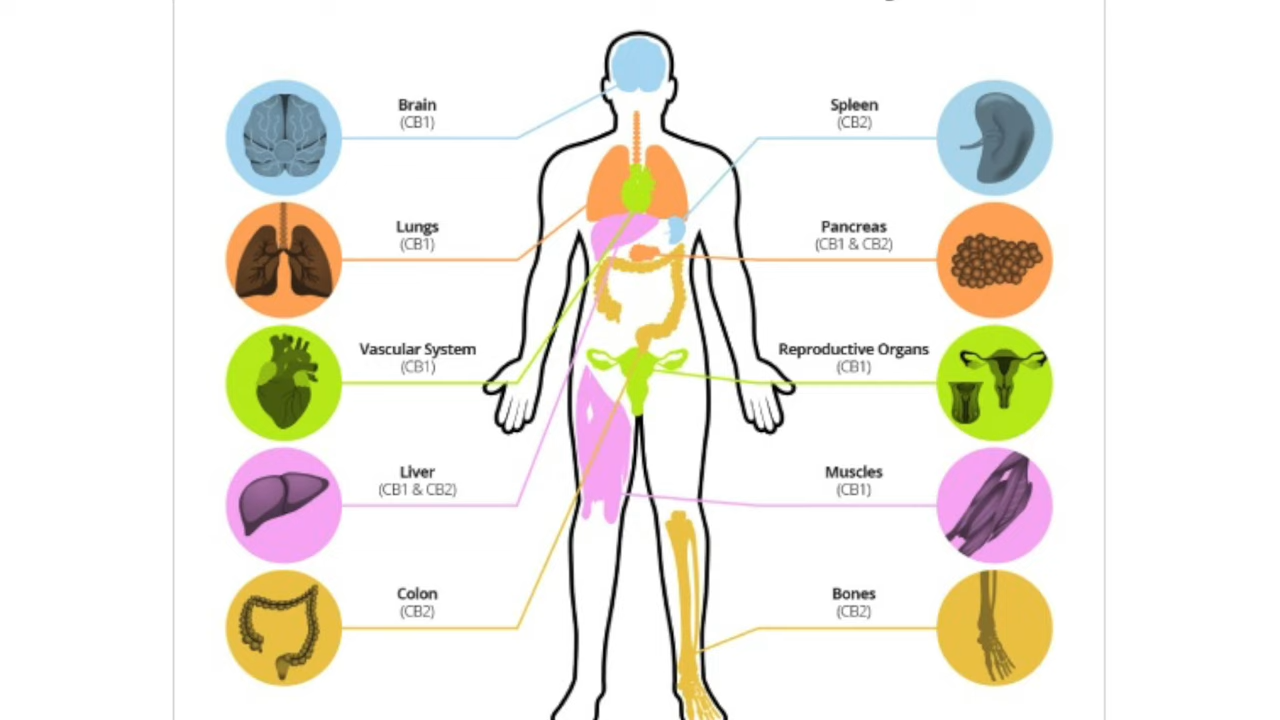 Brain
(CB1)
Lungs
(CB1)
Vascular System
(CB1)
Liver
(CB1 & CB2)
Colon
(CB2)
Spleen
(CB2)
Pancreas
(CB1 & CB2)
Reproductive Organs
(CB1)
Muscles
(CB1)
Bones
(CB2)